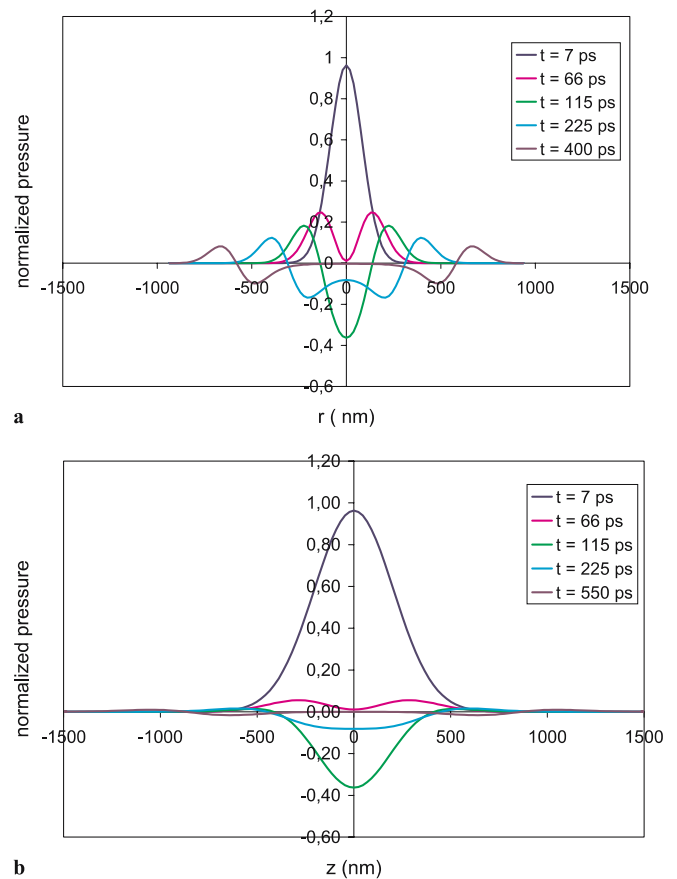 1,2
1
0,8
0,6
0,4
0,2
0
-0,2
-0,4
-0,6
-1500
-1000
-500
0
500
1000
1500
t = 7 ps
t = 66 ps
t = 115 ps
t = 225 ps
t = 400 ps
normalized pressure
r ( nm)
a
1,20
1,00
0,80
0,60
0,40
0,20
0,00
-0,20
-0,40
-0,60
-1500
-1000
-500
0
500
1000
1500
t = 7 ps
t = 66 ps
t = 115 ps
t = 225 ps
t = 550 ps
normalized pressure
z (nm)
b